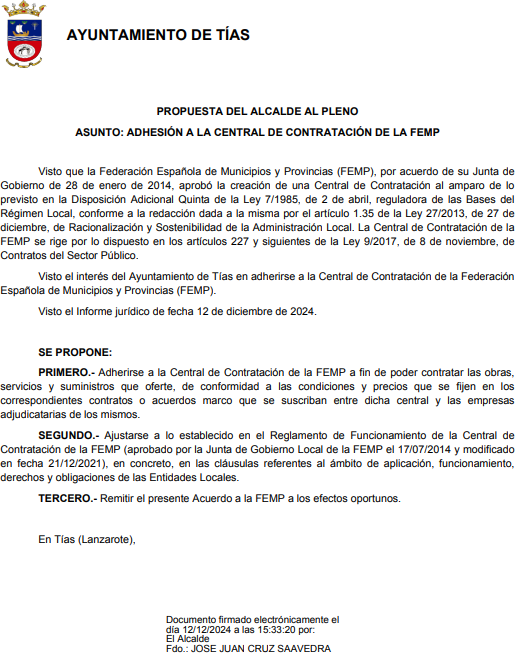 AYUNTAMIENTO DE TÍAS
PROPUESTA DEL ALCALDE AL PLENO
ASUNTO: ADHESIÓN A LA CENTRAL DE CONTRATACIÓN DE LA FEMP
Visto que la Federación Española de Municipios y Provincias (FEMP), por acuerdo de su Junta de
Gobierno de 28 de enero de 2014, aprobó la creación de una Central de Contratación al amparo de lo
previsto en la Disposición Adicional Quinta de la Ley 7/1985, de 2 de abril, reguladora de las Bases del
Régimen Local, conforme a la redacción dada a la misma por el artículo 1.35 de la Ley 27/2013, de 27 de
diciembre, de Racionalización y Sostenibilidad de la Administración Local. La Central de Contratación de la
FEMP se rige por lo dispuesto en los artículos 227 y siguientes de la Ley 9/2017, de 8 de noviembre, de
Contratos del Sector Público.
Visto el interés del Ayuntamiento de Tías en adherirse a la Central de Contratación de la Federación
Española de Municipios y Provincias (FEMP).
Visto el Informe jurídico de fecha 12 de diciembre de 2024.
SE PROPONE:
PRIMERO.- Adherirse a la Central de Contratación de la FEMP a fin de poder contratar las obras,
servicios y suministros que oferte, de conformidad a las condiciones y precios que se fijen en los
correspondientes contratos o acuerdos marco que se suscriban entre dicha central y las empresas
adjudicatarias de los mismos.
SEGUNDO.- Ajustarse a lo establecido en el Reglamento de Funcionamiento de la Central de
Contratación de la FEMP (aprobado por la Junta de Gobierno Local de la FEMP el 17/07/2014 y modificado
en fecha 21/12/2021), en concreto, en las cláusulas referentes al ámbito de aplicación, funcionamiento,
derechos y obligaciones de las Entidades Locales.
TERCERO.- Remitir el presente Acuerdo a la FEMP a los efectos oportunos.
En Tías (Lanzarote),
Documento firmado electrónicamente el
día 12/12/2024 a las 15:33:20 por:
El Alcalde
Fdo.: JOSE JUAN CRUZ SAAVEDRA